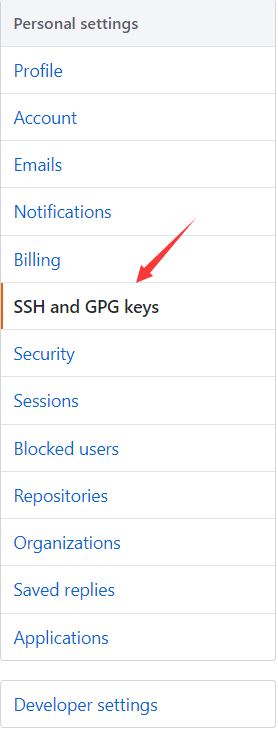 Personal settings
Profile
Account
Emails
Notifications
Billing
SSH and GPG keys
Security
Sessions
Blocked users
Repositories
Organizations
Saved replies
Applications
Developer settings